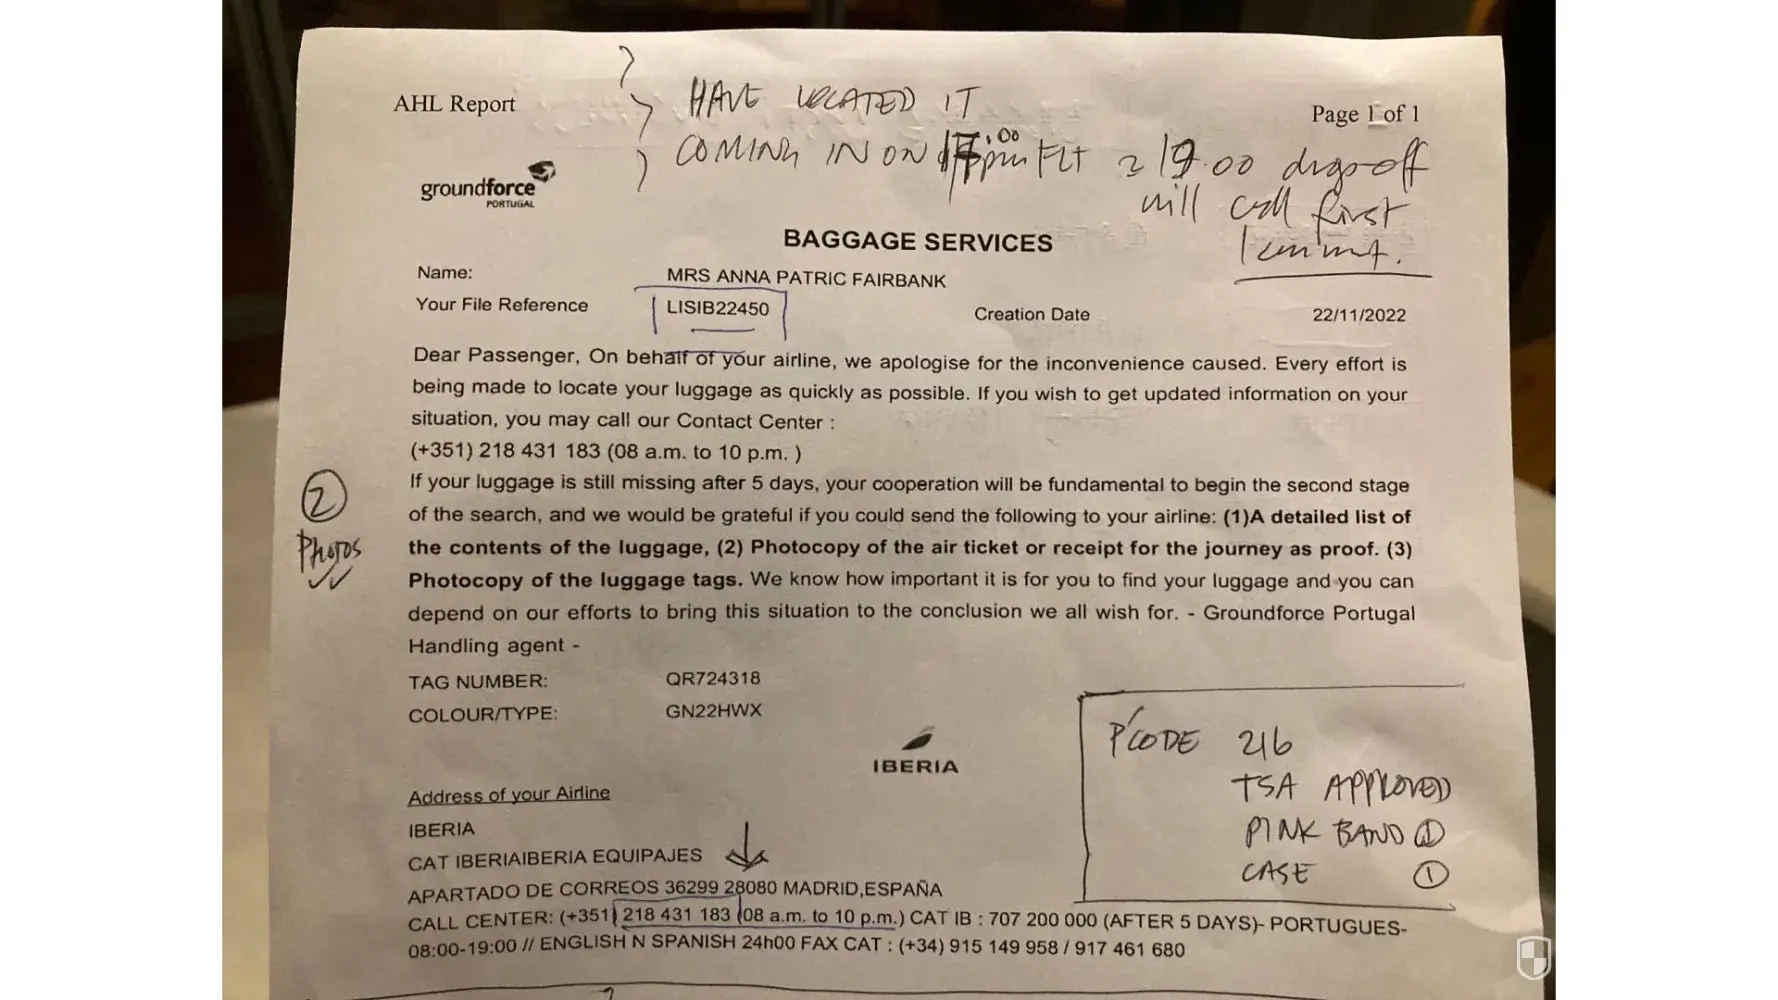 AHL Report
HAVE LOCATED IT
Page 1 of 1
COMING IN ON 17.00 pm FLT 219.00 drop-off
will call first
groundforce
PORTUGAL
BAGGAGE SERVICES
Name: MRS ANNA PATRIC FAIRBANK
Your File Reference LISIB22450 Creation Date 22/11/2022
Dear Passenger, On behalf of your airline, we apologise for the inconvenience caused. Every effort is
being made to locate your luggage as quickly as possible. If you wish to get updated information on your
situation, you may call our Contact Center :
(+351) 218 431 183 (08 a.m. to 10 p.m. )
If your luggage is still missing after 5 days, your cooperation will be fundamental to begin the second stage
of the search, and we would be grateful if you could send the following to your airline: (1)A detailed list of
the contents of the luggage, (2) Photocopy of the air ticket or receipt for the journey as proof. (3)
Photocopy of the luggage tags. We know how important it is for you to find your luggage and you can
depend on our efforts to bring this situation to the conclusion we all wish for. - Groundforce Portugal
Handling agent -
2
PHOTOS
TAG NUMBER: QR724318
COLOUR/TYPE: GN22HWX
IBERIA
P'CODE 216
TSA APPROVED
PINK BAND 1
CASE 1
Address of your Airline
IBERIA
CAT IBERIAIBERIA EQUIPAJES
APARTADO DE CORREOS 36299 28080 MADRID,ESPAÑA
CALL CENTER: (+351) 218 431 183 (08 a.m. to 10 p.m.) CAT IB : 707 200 000 (AFTER 5 DAYS)- PORTUGUES-
08:00-19:00 // ENGLISH N SPANISH 24h00 FAX CAT : (+34) 915 149 958 / 917 461 680